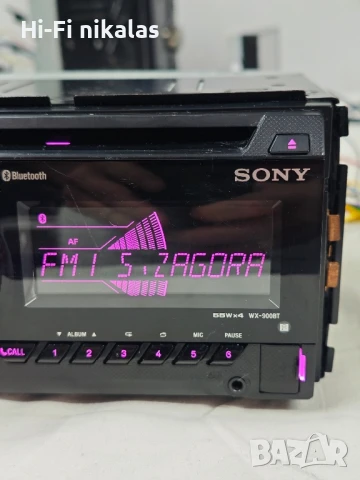 Hi-Fi nikalas
Bluetooth
SONY
AF
FM1 S.ZAGORA
55W×4 WX-900BT
▼ ALBUM ▲ MIC PAUSE
CALL 1 2 3 4 5 6
bazar